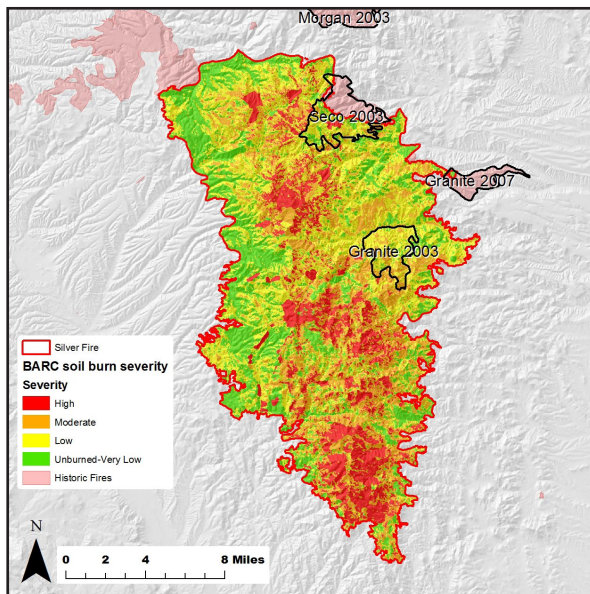 Morgan 2003
Seco 2003
Granite 2007
Granite 2003
Silver Fire
BARC soil burn severity
Severity
High
Moderate
Low
Unburned-Very Low
Historic Fires
N
0 2 4 8 Miles